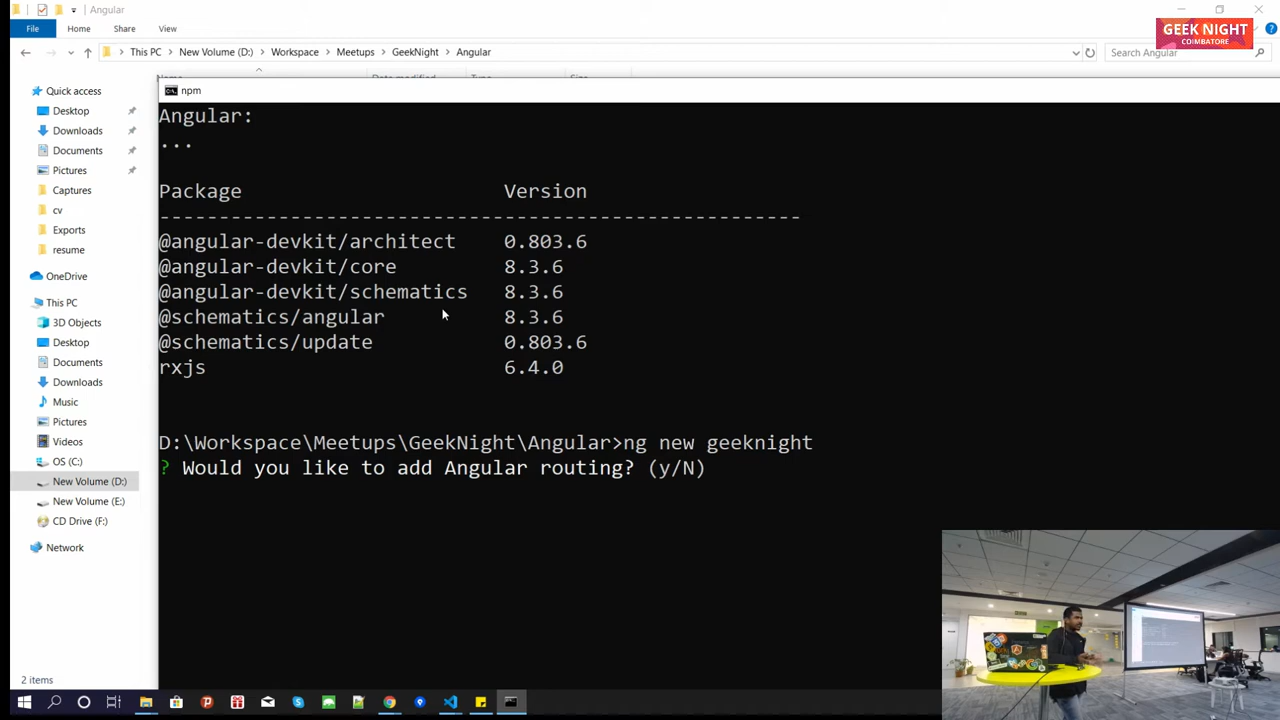 Angular
File
Home
Share
View
This PC
New Volume (D:)
Workspace
Meetups
GeekNight
Angular
Search Angular
GEEK NIGHT
COIMBATORE
Name
Date modified
Type
Size
Quick access
Desktop
Downloads
Documents
Pictures
Captures
cv
Exports
resume
OneDrive
This PC
3D Objects
Desktop
Documents
Downloads
Music
Pictures
Videos
OS (C:)
New Volume (D:)
New Volume (E:)
CD Drive (F:)
Network
2 items
npm
Angular:
...
Package Version
------------------------------------------------------
@angular-devkit/architect 0.803.6
@angular-devkit/core 8.3.6
@angular-devkit/schematics 8.3.6
@schematics/angular 8.3.6
@schematics/update 0.803.6
rxjs 6.4.0
D:\Workspace\Meetups\GeekNight\Angular>ng new geeknight
? Would you like to add Angular routing? (y/N)